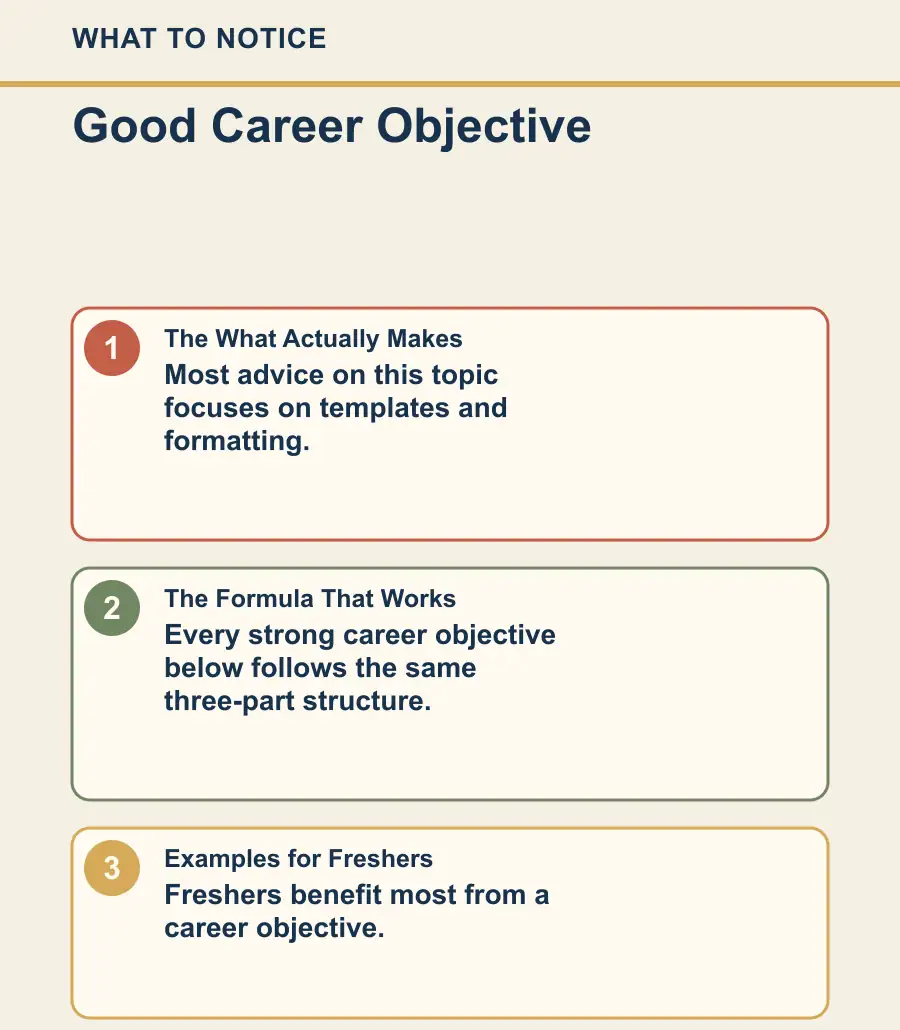 WHAT TO NOTICE
Good Career Objective
1
The What Actually Makes
Most advice on this topic
focuses on templates and
formatting.
2
The Formula That Works
Every strong career objective
below follows the same
three-part structure.
3
Examples for Freshers
Freshers benefit most from a
career objective.